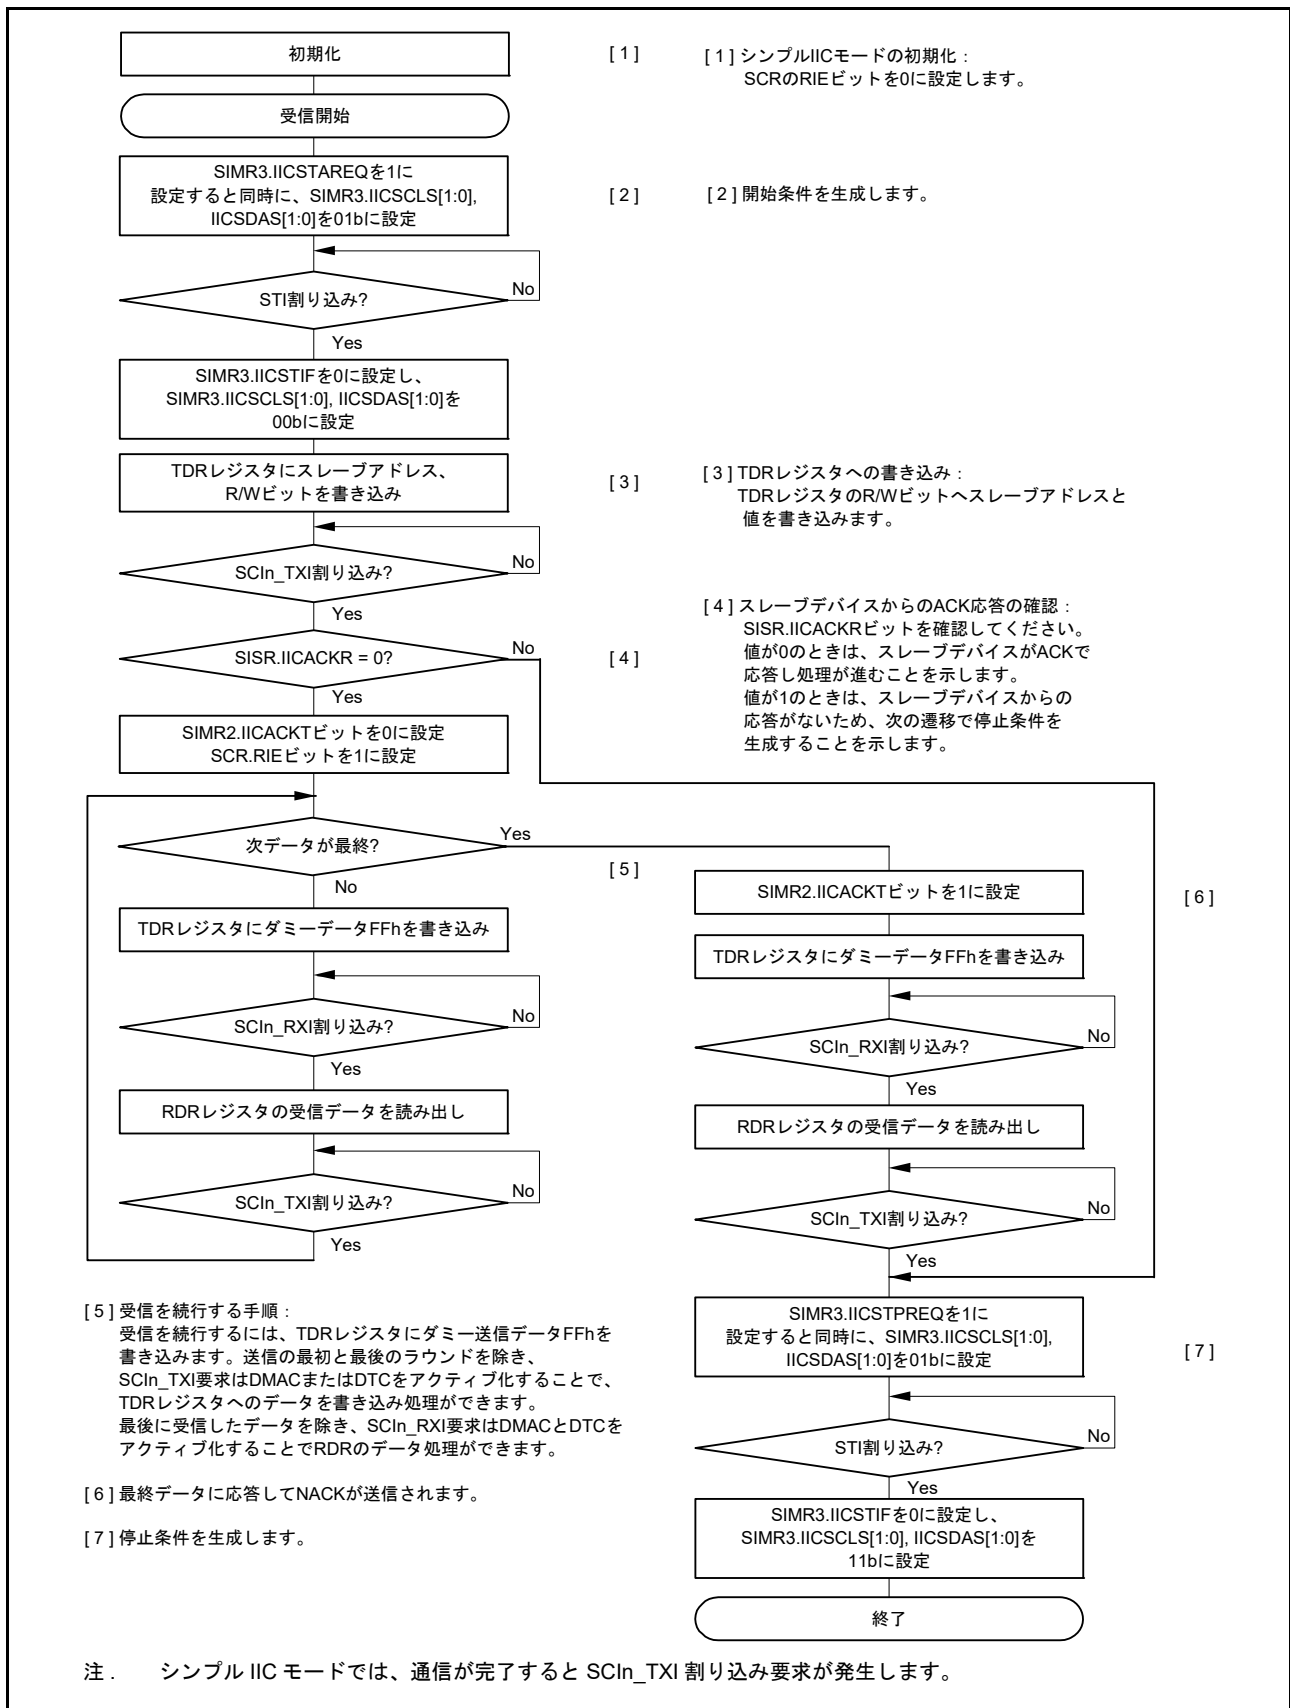 初期化
[ 1 ]
[ 1 ] シンプルIICモードの初期化：
SCRのRIEビットを0に設定します。
受信開始
SIMR3.IICSTAREQを1に
設定すると同時に、SIMR3.IICSCLS[1:0],
IICSDAS[1:0]を01bに設定
[ 2 ]
[ 2 ] 開始条件を生成します。
STI割り込み?
No
Yes
SIMR3.IICSTIFを0に設定し、
SIMR3.IICSCLS[1:0], IICSDAS[1:0]を
00bに設定
TDRレジスタにスレーブアドレス、
R/Wビットを書き込み
[ 3 ]
[ 3 ] TDRレジスタへの書き込み：
TDRレジスタのR/Wビットへスレーブアドレスと
値を書き込みます。
SCIn_TXI割り込み?
No
Yes
SISR.IICACKR = 0?
No
Yes
[ 4 ]
[ 4 ] スレーブデバイスからのACK応答の確認：
SISR.IICACKRビットを確認してください。
値が0のときは、スレーブデバイスがACKで
応答し処理が進むことを示します。
値が1のときは、スレーブデバイスからの
応答がないため、次の遷移で停止条件を
生成することを示します。
SIMR2.IICACKTビットを0に設定
SCR.RIEビットを1に設定
次データが最終?
Yes
No
[ 5 ]
TDRレジスタにダミーデータFFhを書き込み
SCIn_RXI割り込み?
No
Yes
RDRレジスタの受信データを読み出し
SCIn_TXI割り込み?
No
Yes
SIMR2.IICACKTビットを1に設定
[ 6 ]
TDRレジスタにダミーデータFFhを書き込み
SCIn_RXI割り込み?
No
Yes
RDRレジスタの受信データを読み出し
SCIn_TXI割り込み?
No
Yes
SIMR3.IICSTPREQを1に
設定すると同時に、SIMR3.IICSCLS[1:0],
IICSDAS[1:0]を01bに設定
[ 7 ]
STI割り込み?
No
Yes
SIMR3.IICSTIFを0に設定し、
SIMR3.IICSCLS[1:0], IICSDAS[1:0]を
11bに設定
終了
[ 5 ] 受信を続行する手順：
受信を続行するには、TDRレジスタにダミー送信データFFhを
書き込みます。送信の最初と最後のラウンドを除き、
SCIn_TXI要求はDMACまたはDTCをアクティブ化することで、
TDRレジスタへのデータを書き込み処理ができます。
最後に受信したデータを除き、SCIn_RXI要求はDMACとDTCを
アクティブ化することでRDRのデータ処理ができます。
[ 6 ] 最終データに応答してNACKが送信されます。
[ 7 ] 停止条件を生成します。
注 . シンプル IIC モードでは、通信が完了すると SCIn_TXI 割り込み要求が発生します。